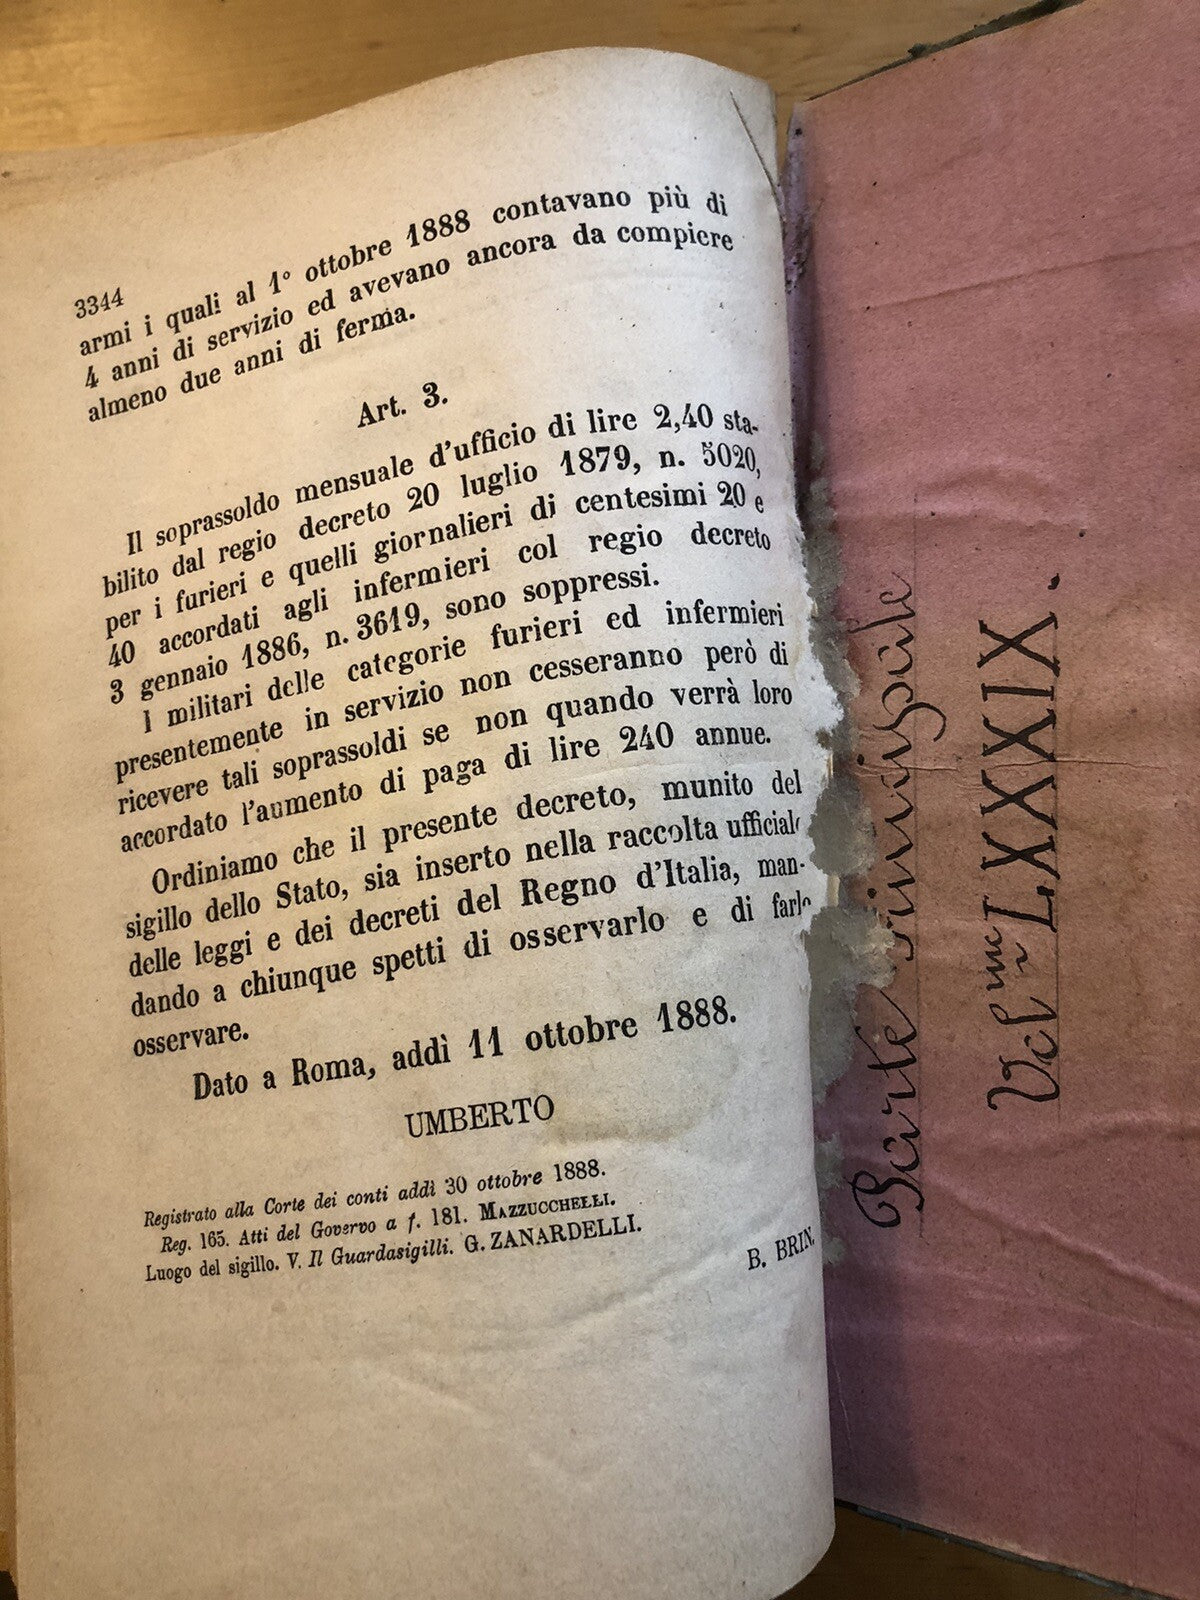 3344
armi i quali al 1° ottobre 1888 contavano più di
4 anni di servizio ed avevano ancora da compiere
almeno due anni di ferma.
Art. 3.
Il soprassoldo mensuale d'ufficio di lire 2,40 sta-
bilito dal regio decreto 20 luglio 1879, n. 5020,
per i furieri e quelli giornalieri di centesimi 20 e
40 accordati agli infermieri col regio decreto
3 gennaio 1886, n. 3619, sono soppressi.
I militari delle categorie furieri ed infermieri
presentemente in servizio non cesseranno però di
ricevere tali soprassoldi se non quando verrà loro
accordato l'aumento di paga di lire 240 annue.
Ordiniamo che il presente decreto, munito del
sigillo dello Stato, sia inserto nella raccolta ufficiale
delle leggi e dei decreti del Regno d'Italia, man-
dando a chiunque spetti di osservarlo e di farlo
osservare.
Dato a Roma, addì 11 ottobre 1888.
UMBERTO
Registrato alla Corte dei conti addì 30 ottobre 1888.
Reg. 165. Atti del Governo a f. 181. MAZZUCCHELLI.
Luogo del sigillo. V. Il Guardasigilli. G. ZANARDELLI.
B. BRIN.
Parte Principale
Vol.me LXXXIX.